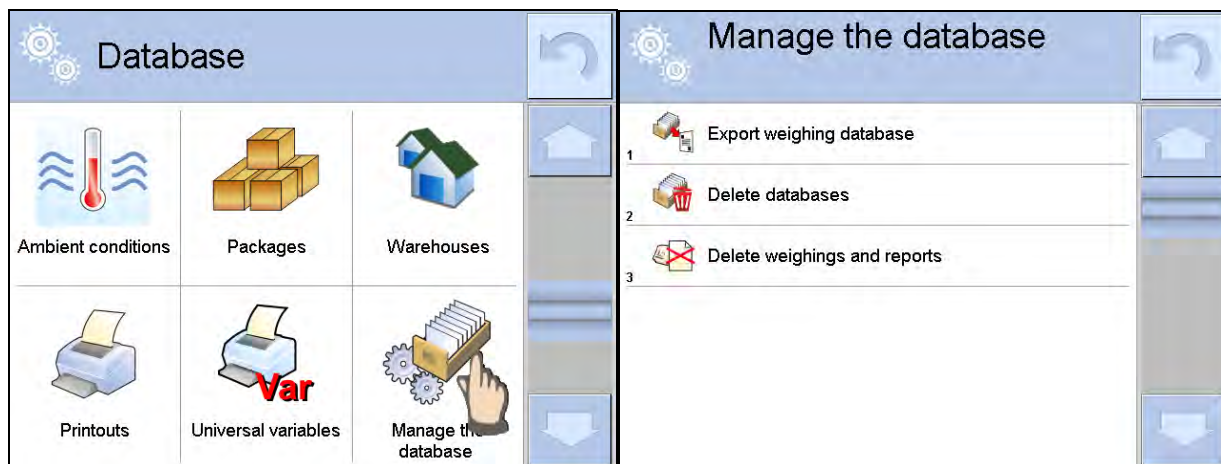 Database
Ambient conditions
Packages
Warehouses
Printouts
Var
Universal variables
Manage the
database
Manage the database
Export weighing database
1
Delete databases
2
Delete weighings and reports
3